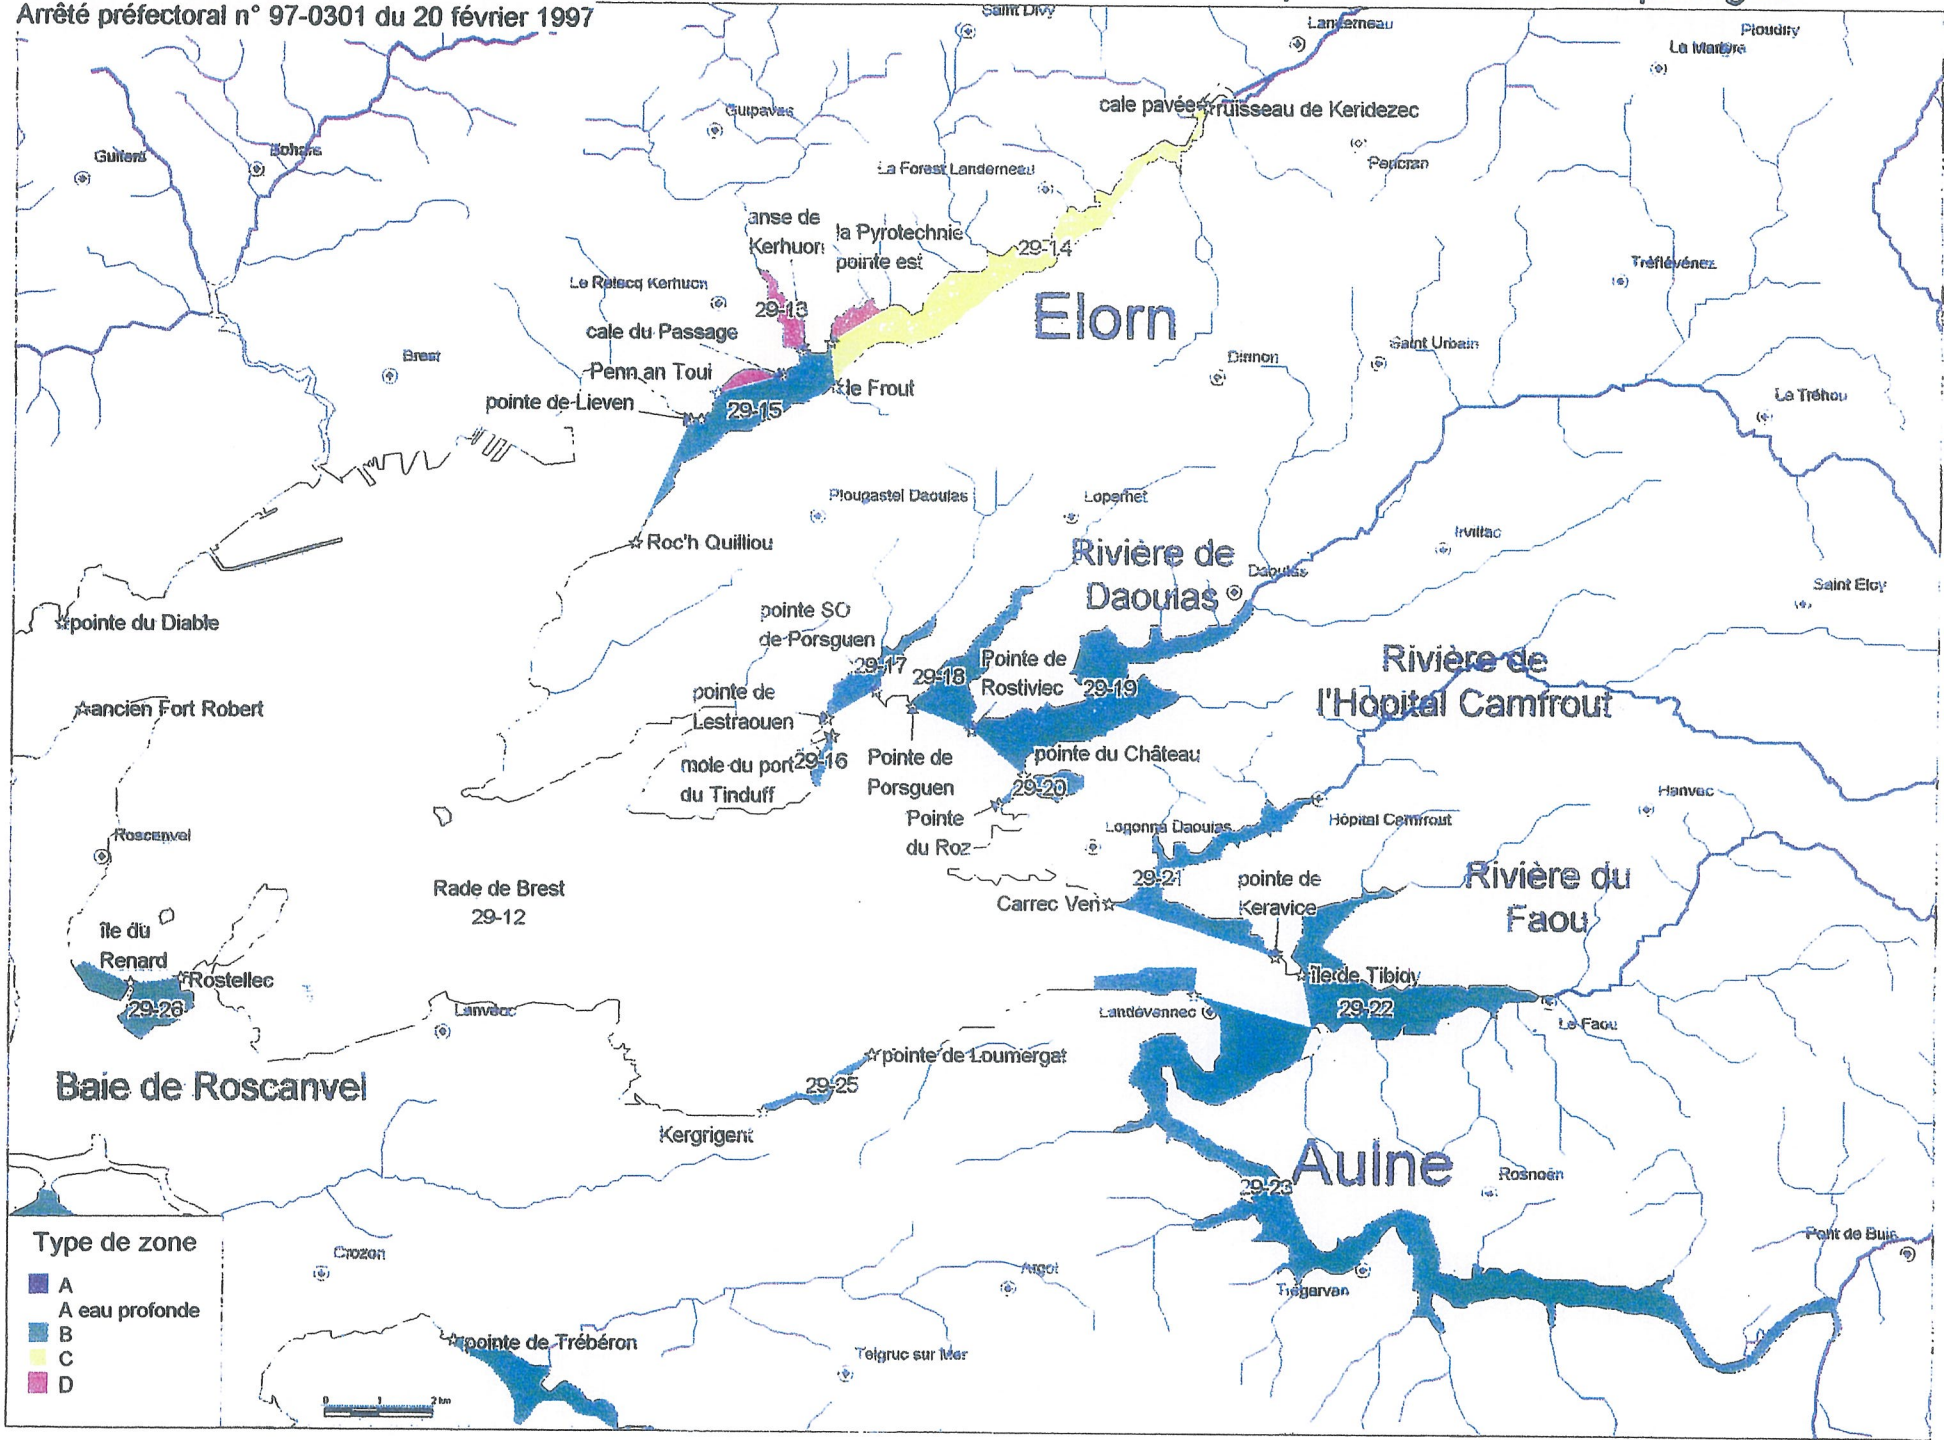 Arrêté préfectoral n° 97-0301 du 20 février 1997
Saint Divy
Landerneau
Ploudiry
La Martyre
Guipavas
cale pavée
ruisseau de Keridezec
Guilers
Bohars
Pencran
La Forest Landerneau
anse de
Kerhuon
la Pyrotechnie
pointe est
29-14
Tréflévénez
Le Relecq Kerhuon
29-13
Elorn
cale du Passage
Brest
Dirinon
Saint Urbain
Penn an Toui
le Frout
Le Tréhou
pointe de Lieven
29-15
Plougastel Daoulas
Loperhet
Irvillac
Roc'h Quilliou
Rivière de
Daoulas
Daoulas
Saint Eloy
pointe du Diable
pointe SO
de Porsguen
29-17
29-18
Pointe de
Rostiviec
29-19
Rivière de
l'Hopital Camfrout
ancien Fort Robert
pointe de
Lestraouen
mole du port
du Tinduff
29-16
Pointe de
Porsguen
pointe du Château
29-20
Hanvec
Pointe
du Roz
Logonna Daoulas
Hôpital Camfrout
Roscanvel
Rade de Brest
29-12
29-21
pointe de
Keravice
Rivière du
Faou
Carrec Ven
île du
Renard
Rostellec
île de Tibidy
29-26
Lanvéoc
Landévennec
29-22
Le Faou
pointe de Loumergat
Baie de Roscanvel
29-25
Kergrigent
Aulne
29-23
Rosnoën
Pont de Buis
Type de zone
A
A eau profonde
B
C
D
Crozon
Argol
Trégarvan
pointe de Trébéron
Telgruc sur Mer
0 1 2 km